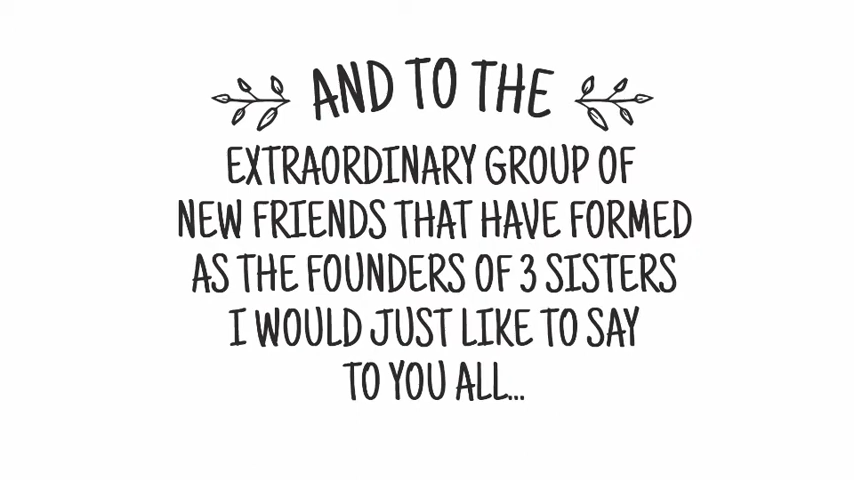 AND TO THE
EXTRAORDINARY GROUP OF
NEW FRIENDS THAT HAVE FORMED
AS THE FOUNDERS OF 3 SISTERS
I WOULD JUST LIKE TO SAY
TO YOU ALL...